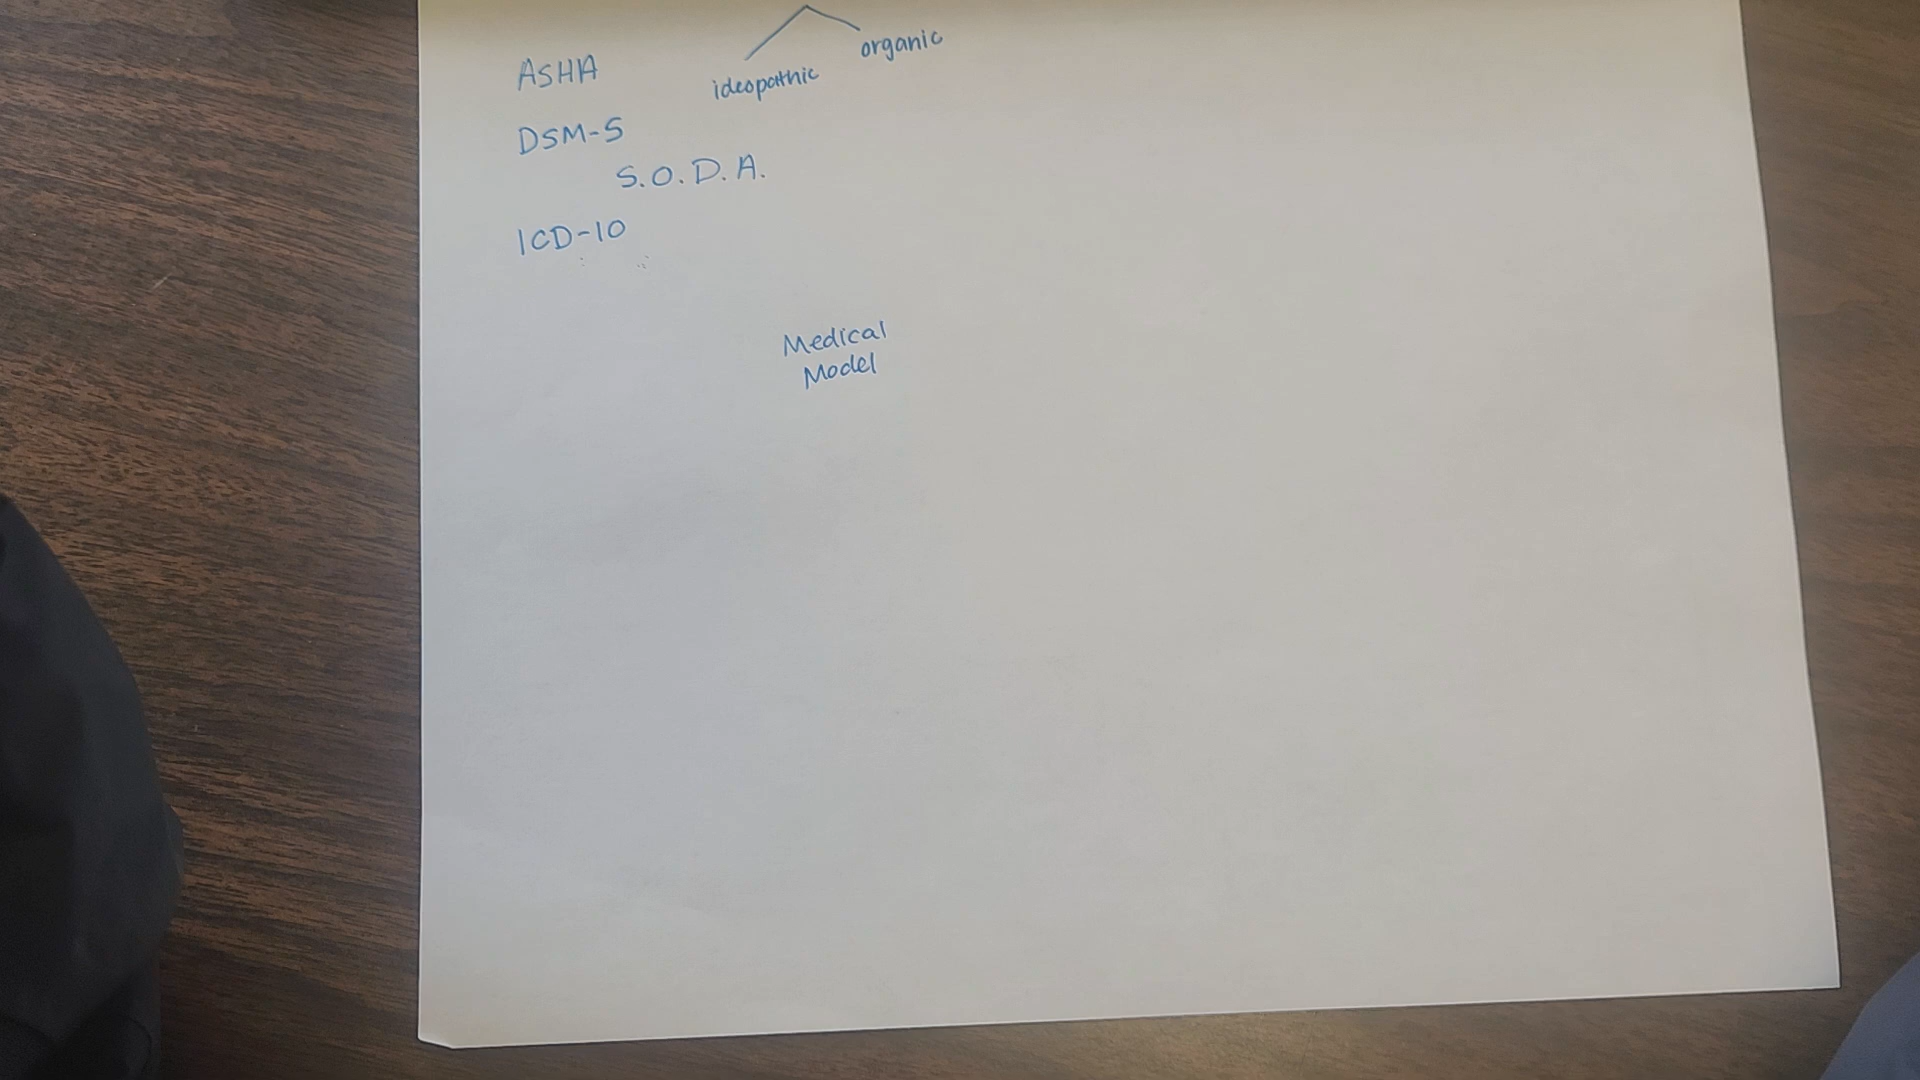 organic
ASHA
ideopathic
DSM-5
S.O.D.A.
ICD-10
Medical
Model